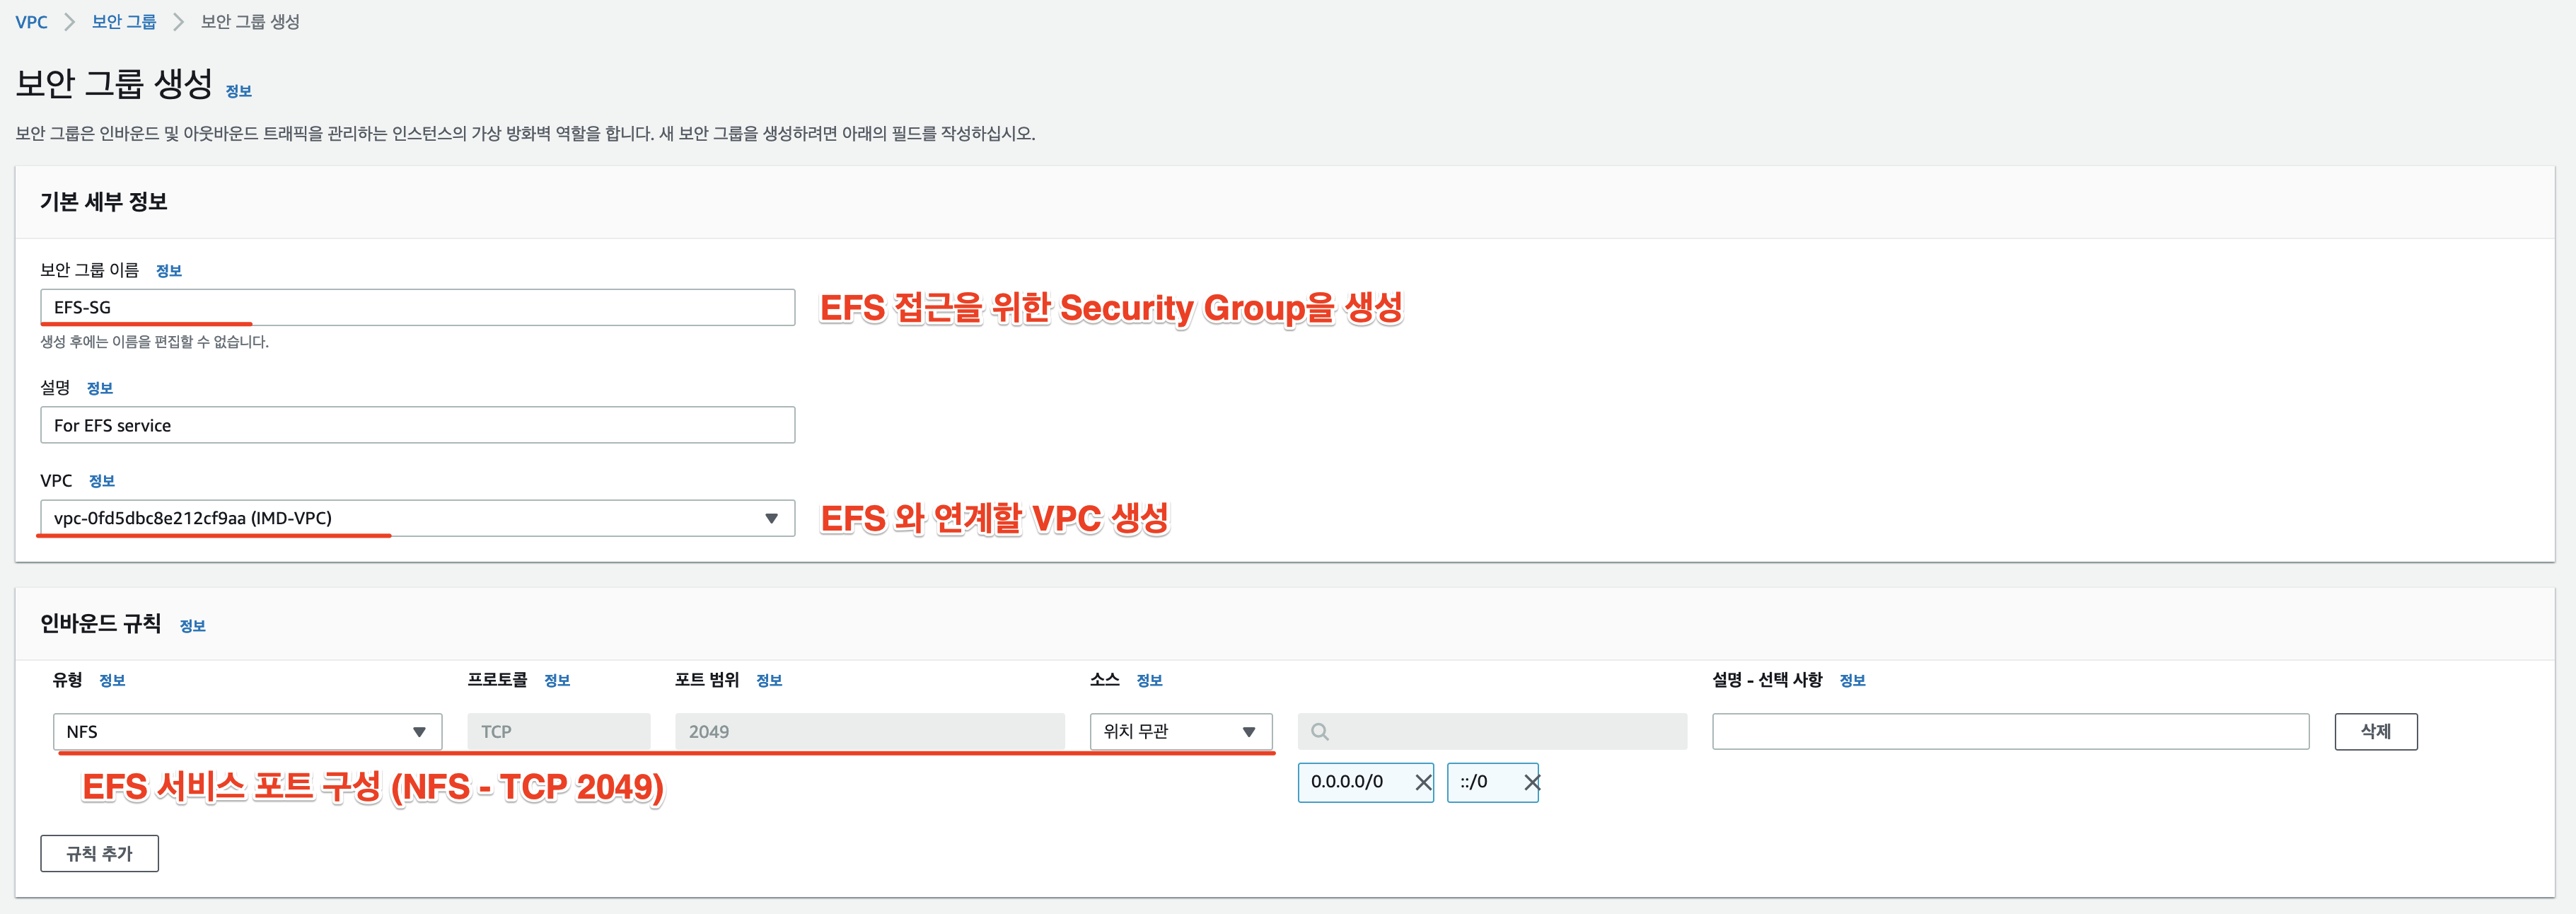 VPC > 보안 그룹 > 보안 그룹 생성
보안 그룹 생성 정보
보안 그룹은 인바운드 및 아웃바운드 트래픽을 관리하는 인스턴스의 가상 방화벽 역할을 합니다. 새 보안 그룹을 생성하려면 아래의 필드를 작성하십시오.
기본 세부 정보
보안 그룹 이름 정보
EFS-SG
EFS 접근을 위한 Security Group을 생성
생성 후에는 이름을 편집할 수 없습니다.
설명 정보
For EFS service
VPC 정보
vpc-0fd5dbc8e212cf9aa (IMD-VPC)
EFS 와 연계할 VPC 생성
인바운드 규칙 정보
유형 정보 프로토콜 정보 포트 범위 정보 소스 정보 설명 - 선택 사항 정보
NFS TCP 2049 위치 무관 삭제
0.0.0.0/0 ::/0
EFS 서비스 포트 구성 (NFS - TCP 2049)
규칙 추가